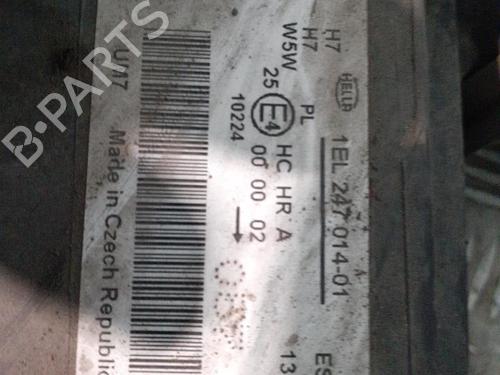 H7
H7
W5W
HELLA
1EL 247 014-01
PL
25 E4 HC HR A
00 00 02
10224
13
ES
Made in Czech Republic
B-PARTS